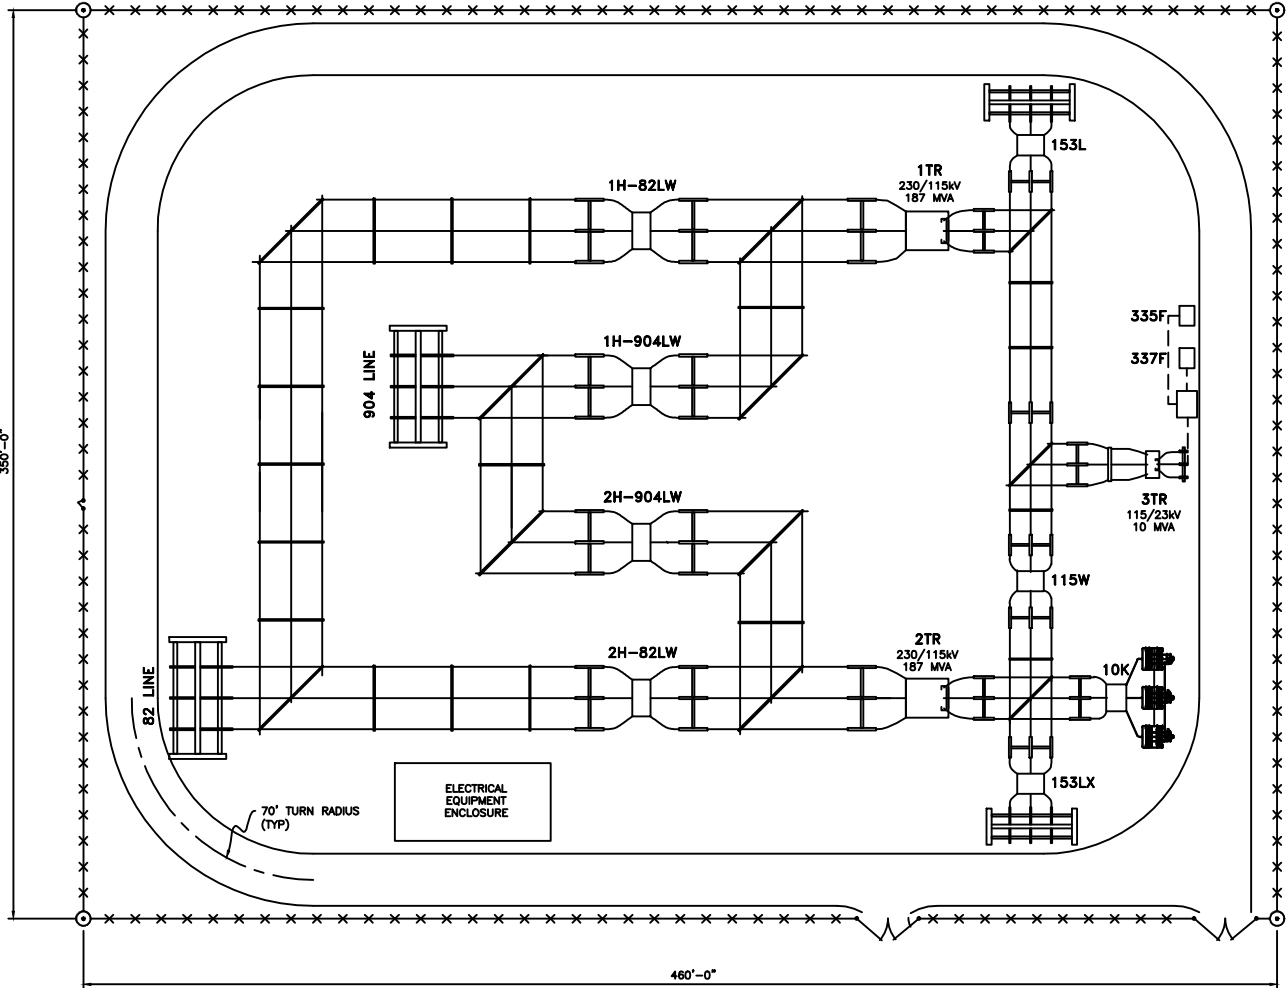 153L
1TR
230/115kV
187 MVA
1H-82LW
335F
1H-904LW
904 LINE
337F
350'-0"
2H-904LW
3TR
115/23kV
10 MVA
115W
2H-82LW
2TR
230/115kV
187 MVA
10K
82 LINE
ELECTRICAL
EQUIPMENT
ENCLOSURE
153LX
70' TURN RADIUS
(TYP)
460'-0"